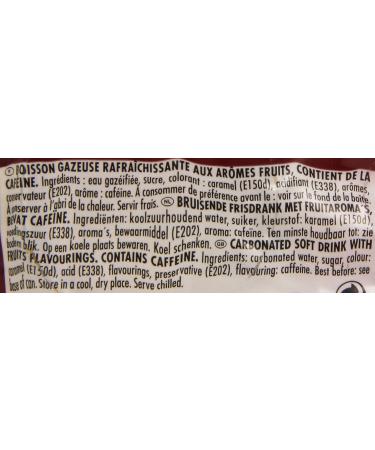 BOISSON GAZEUSE RAFRAÎCHISSANTE AUX ARÔMES FRUITS, CONTIENT DE LA
CAFÉINE. Ingrédients : eau gazéifiée, sucre, colorant : caramel (E150d), acidifiant (E338), arômes,
conservateur (E202), arôme : caféine. À consommer de préférence avant le : voir sur le fond de la boîte.
À préserver à l'abri de la chaleur. Servir frais. NL BRUISENDE FRISDRANK MET FRUITAROMA'S,
BEVAT CAFEÏNE. Ingrediënten: koolzuurhoudend water, suiker, kleurstof: karamel (E150d),
voedingszuur (E338), aroma's, bewaarmiddel (E202), aroma: cafeïne. Ten minste houdbaar tot: zie
bodem blik. Op een koele plaats bewaren. Koel schenken. GB CARBONATED SOFT DRINK WITH
FRUITS FLAVOURINGS. CONTAINS CAFFEINE. Ingredients: carbonated water, sugar, colour:
caramel (E150d), acid (E338), flavourings, preservative (E202), flavouring: caffeine. Best before: see
base of can. Store in a cool, dry place. Serve chilled.